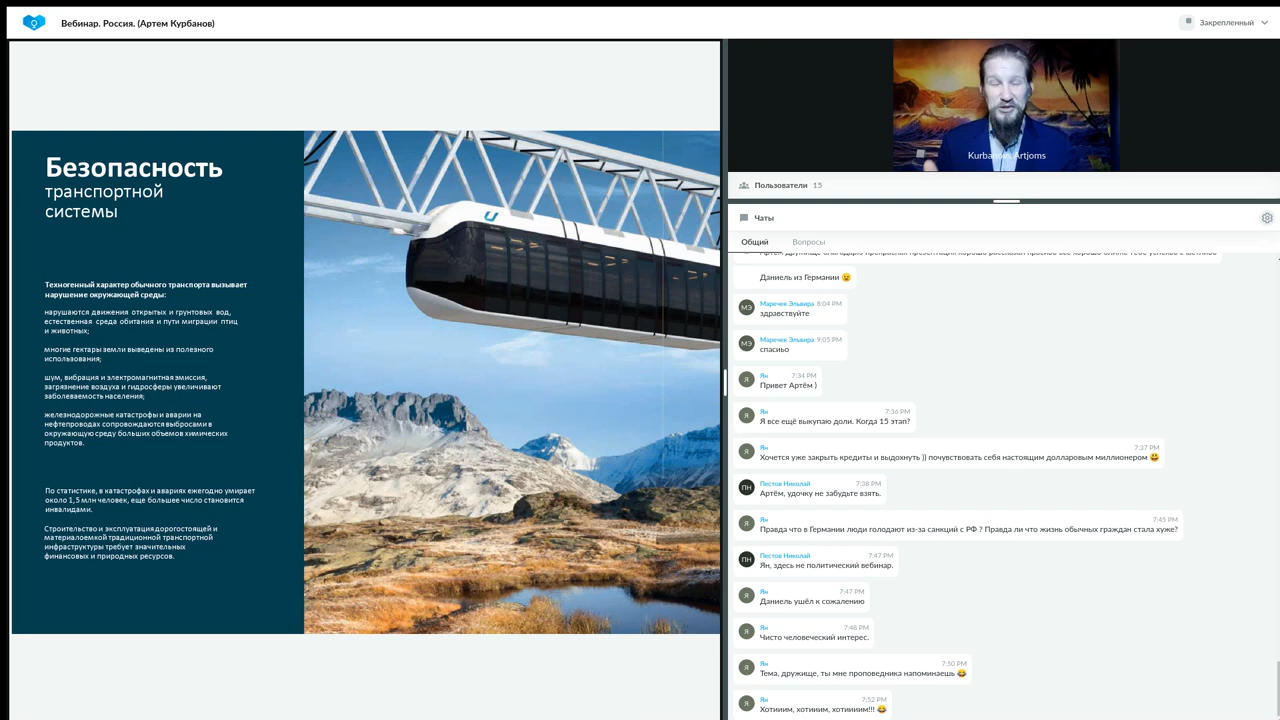 Вебинар. Россия. (Артем Курбанов)
Закрепленный
Безопасность
транспортной
системы
Техногенный характер обычного транспорта вызывает
нарушение окружающей среды:
нарушаются движения открытых и грунтовых вод,
естественная среда обитания и пути миграции птиц
и животных;
многие гектары земли выведены из полезного
использования;
шум, вибрация и электромагнитная эмиссия,
загрязнение воздуха и гидросферы увеличивают
заболеваемость населения;
железнодорожные катастрофы и аварии на
нефтепроводах сопровождаются выбросами в
окружающую среду больших объемов химических
продуктов.
По статистике, в катастрофах и авариях ежегодно умирает
около 1,5 млн человек, еще большее число становится
инвалидами.
Строительство и эксплуатация дорогостоящей и
материалоемкой традиционной транспортной
инфраструктуры требует значительных
финансовых и природных ресурсов.
U
Kurbanovs Artjoms
Пользователи 15
Чаты
Общий Вопросы
Даниель из Германии 😉
МЭ Маречек Эльвира 8:04 PM
здравствуйте
МЭ Маречек Эльвира 9:05 PM
спасиьо
Я Ян 7:34 PM
Привет Артём )
Я Ян 7:36 PM
Я все ещё выкупаю доли. Когда 15 этап?
Я Ян 7:37 PM
Хочется уже закрыть кредиты и выдохнуть )) почувствовать себя настоящим долларовым миллионером 😃
ПН Пестов Николай 7:38 PM
Артём, удочку не забудьте взять.
Я Ян 7:45 PM
Правда что в Германии люди голодают из-за санкций с РФ ? Правда ли что жизнь обычных граждан стала хуже?
ПН Пестов Николай 7:47 PM
Ян, здесь не политический вебинар.
Я Ян 7:47 PM
Даниель ушёл к сожалению
Я Ян 7:48 PM
Чисто человеческий интерес.
Я Ян 7:50 PM
Тема, дружище, ты мне проповедника напоминаешь 😂
Я Ян 7:52 PM
Хотииим, хотииим, хотиииим!!! 😂